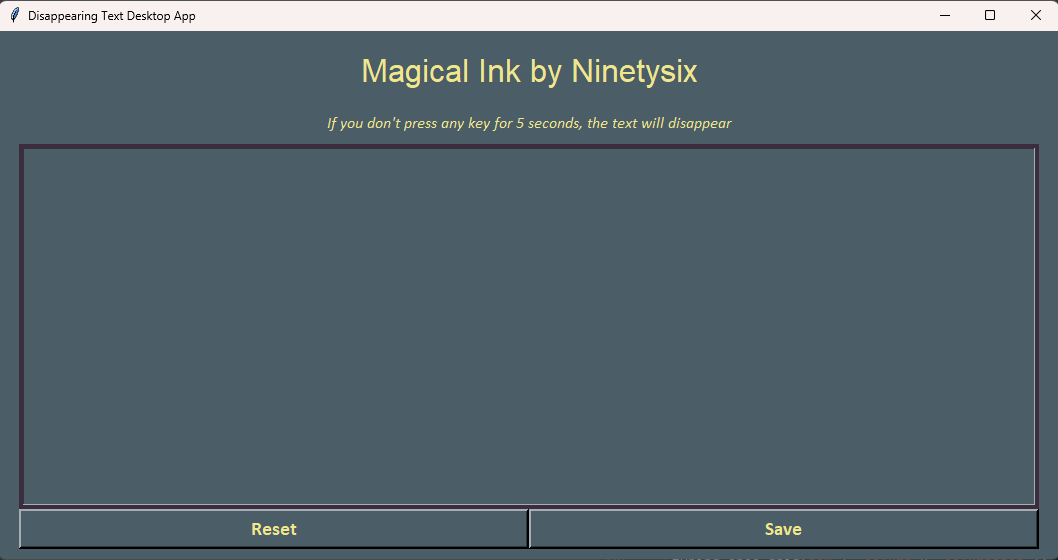 Disappearing Text Desktop App
Magical Ink by Ninetysix
If you don't press any key for 5 seconds, the text will disappear
Reset
Save